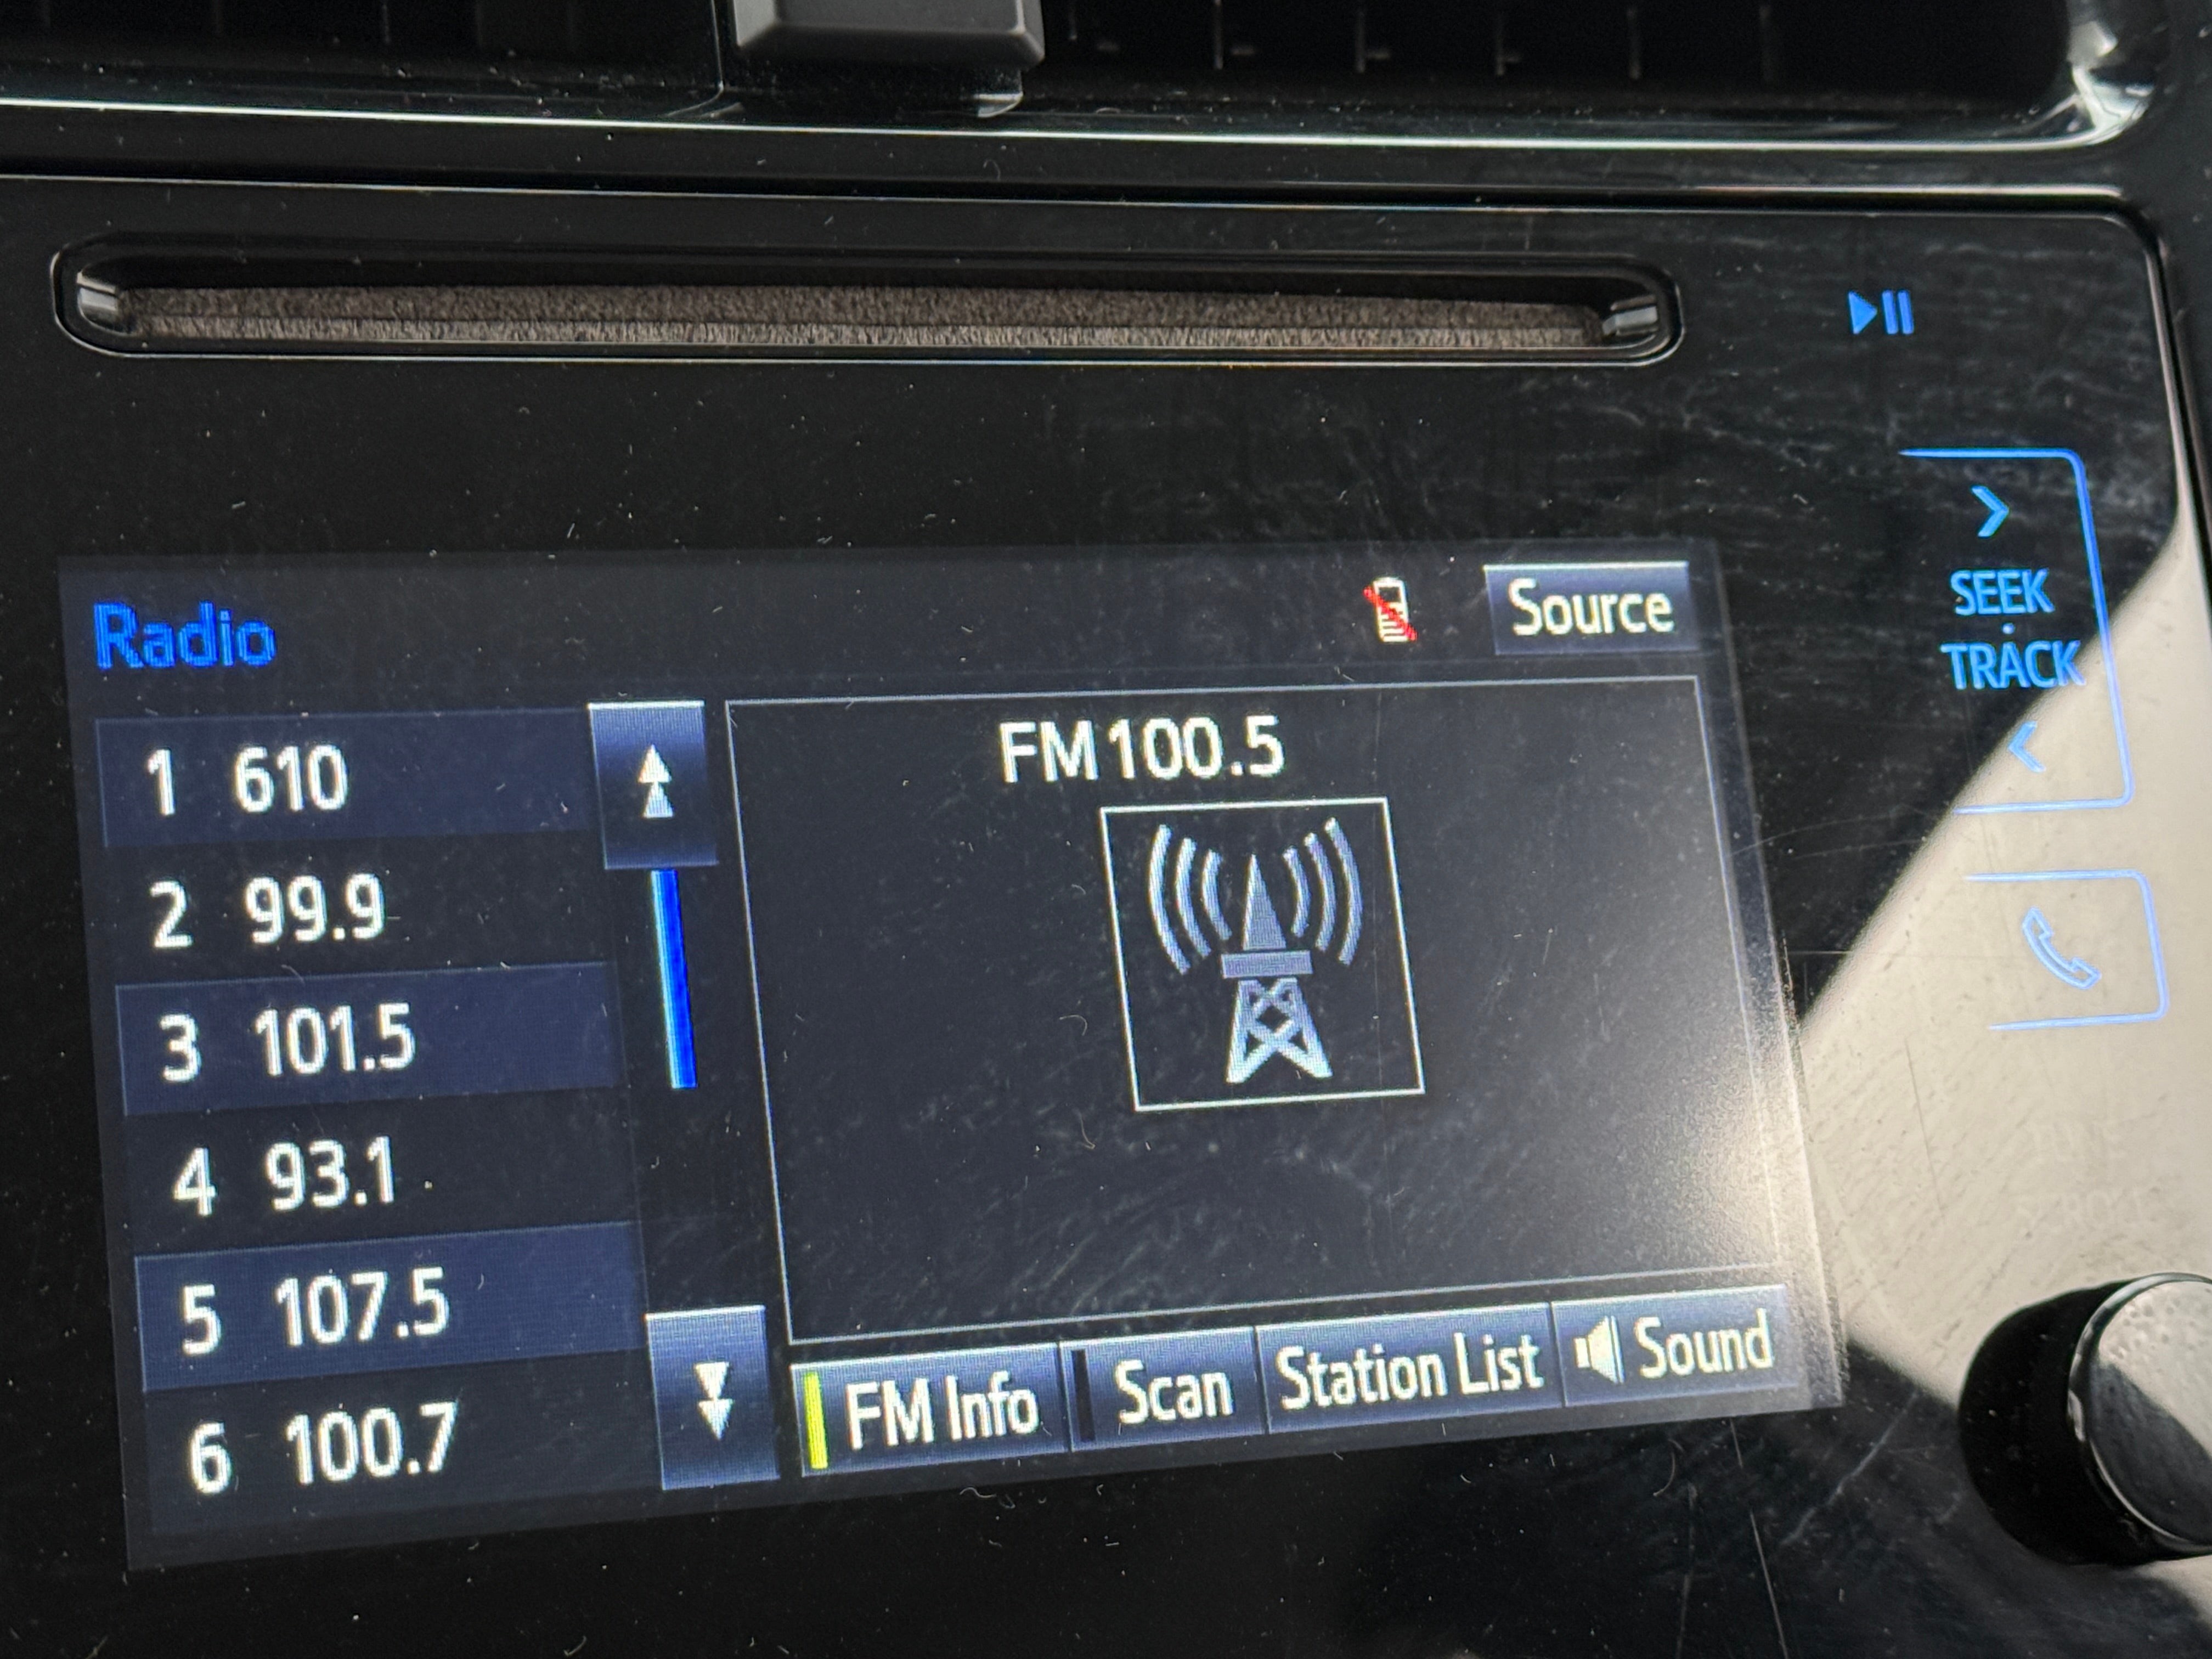 Radio
Source
SEEK
TRACK
FM 100.5
1 610
2 99.9
3 101.5
4 93.1
5 107.5
6 100.7
FM Info
Scan
Station List
Sound